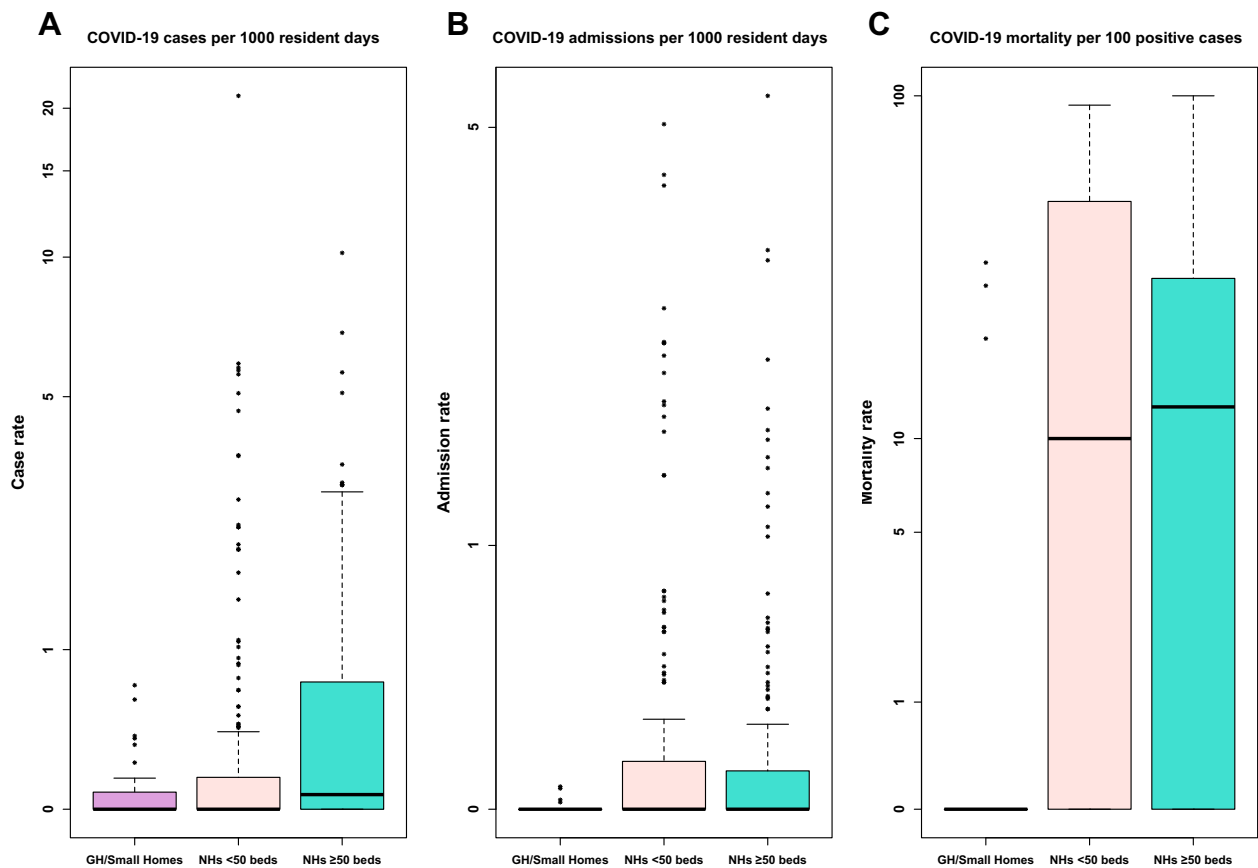 A
COVID-19 cases per 1000 resident days
Case rate
20
15
10
5
1
0
GH/Small Homes
NHs <50 beds
NHs ≥50 beds
B
COVID-19 admissions per 1000 resident days
Admission rate
5
1
0
GH/Small Homes
NHs <50 beds
NHs ≥50 beds
C
COVID-19 mortality per 100 positive cases
Mortality rate
100
10
5
1
0
GH/Small Homes
NHs <50 beds
NHs ≥50 beds